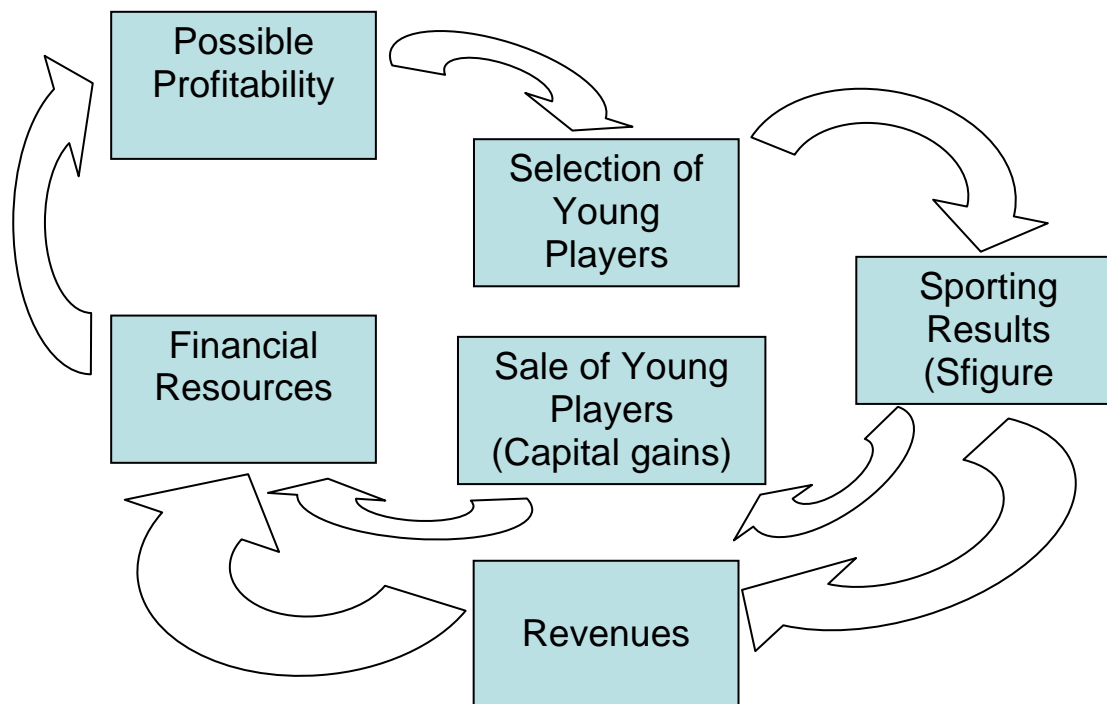 Possible
Profitability
Selection of
Young
Players
Sporting
Results
(Sfigure
Financial
Resources
Sale of Young
Players
(Capital gains)
Revenues